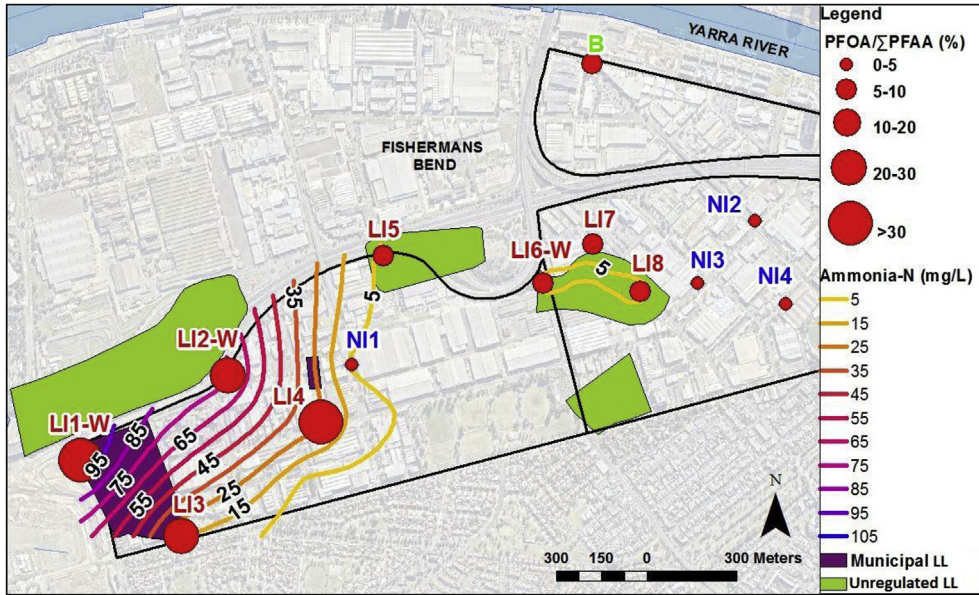 YARRA RIVER
B
FISHERMANS
BEND
LI5
LI7
NI2
LI6-W
5
LI8
NI3
NI4
35
5
NI1
LI2-W
LI4
LI1-W
85
65
95
75
45
55
25
15
LI3
N
300 150 0 300 Meters
Legend
PFOA/∑PFAA (%)
0-5
5-10
10-20
20-30
>30
Ammonia-N (mg/L)
5
15
25
35
45
55
65
75
85
95
105
Municipal LL
Unregulated LL